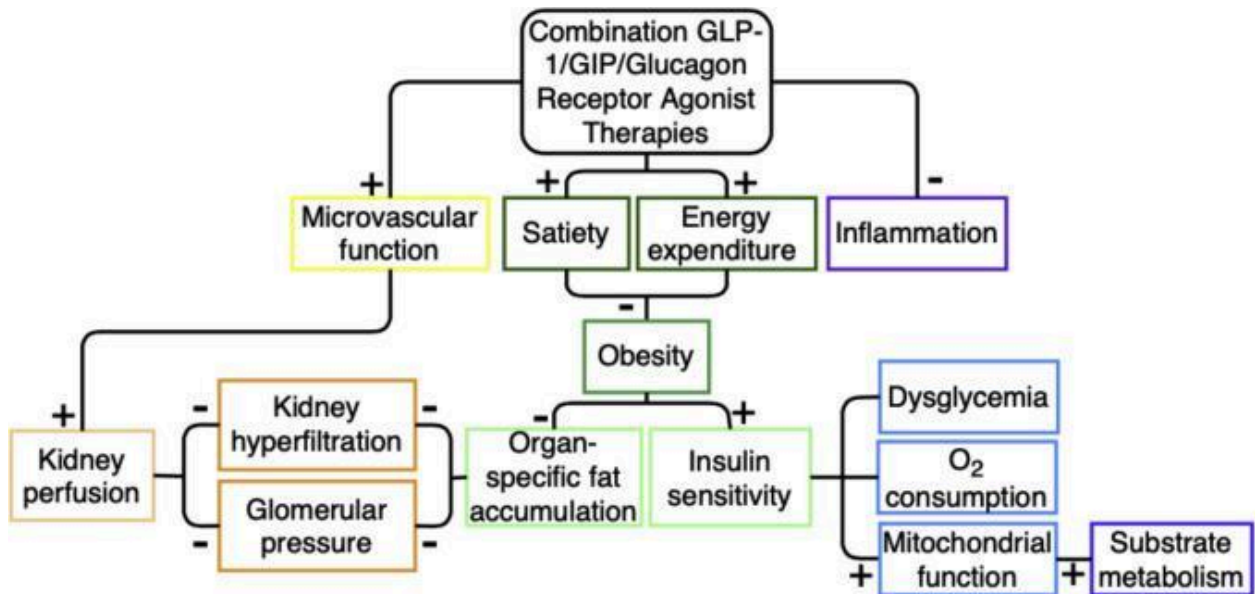 Combination GLP-
1/GIP/Glucagon
Receptor Agonist
Therapies
+
+
+
-
Microvascular
function
Satiety
Energy
expenditure
Inflammation
-
Obesity
+
-
-
-
+
Kidney
perfusion
Kidney
hyperfiltration
Glomerular
pressure
-
-
Organ-
specific fat
accumulation
Insulin
sensitivity
Dysglycemia
O₂
consumption
Mitochondrial
function
+
+
Substrate
metabolism